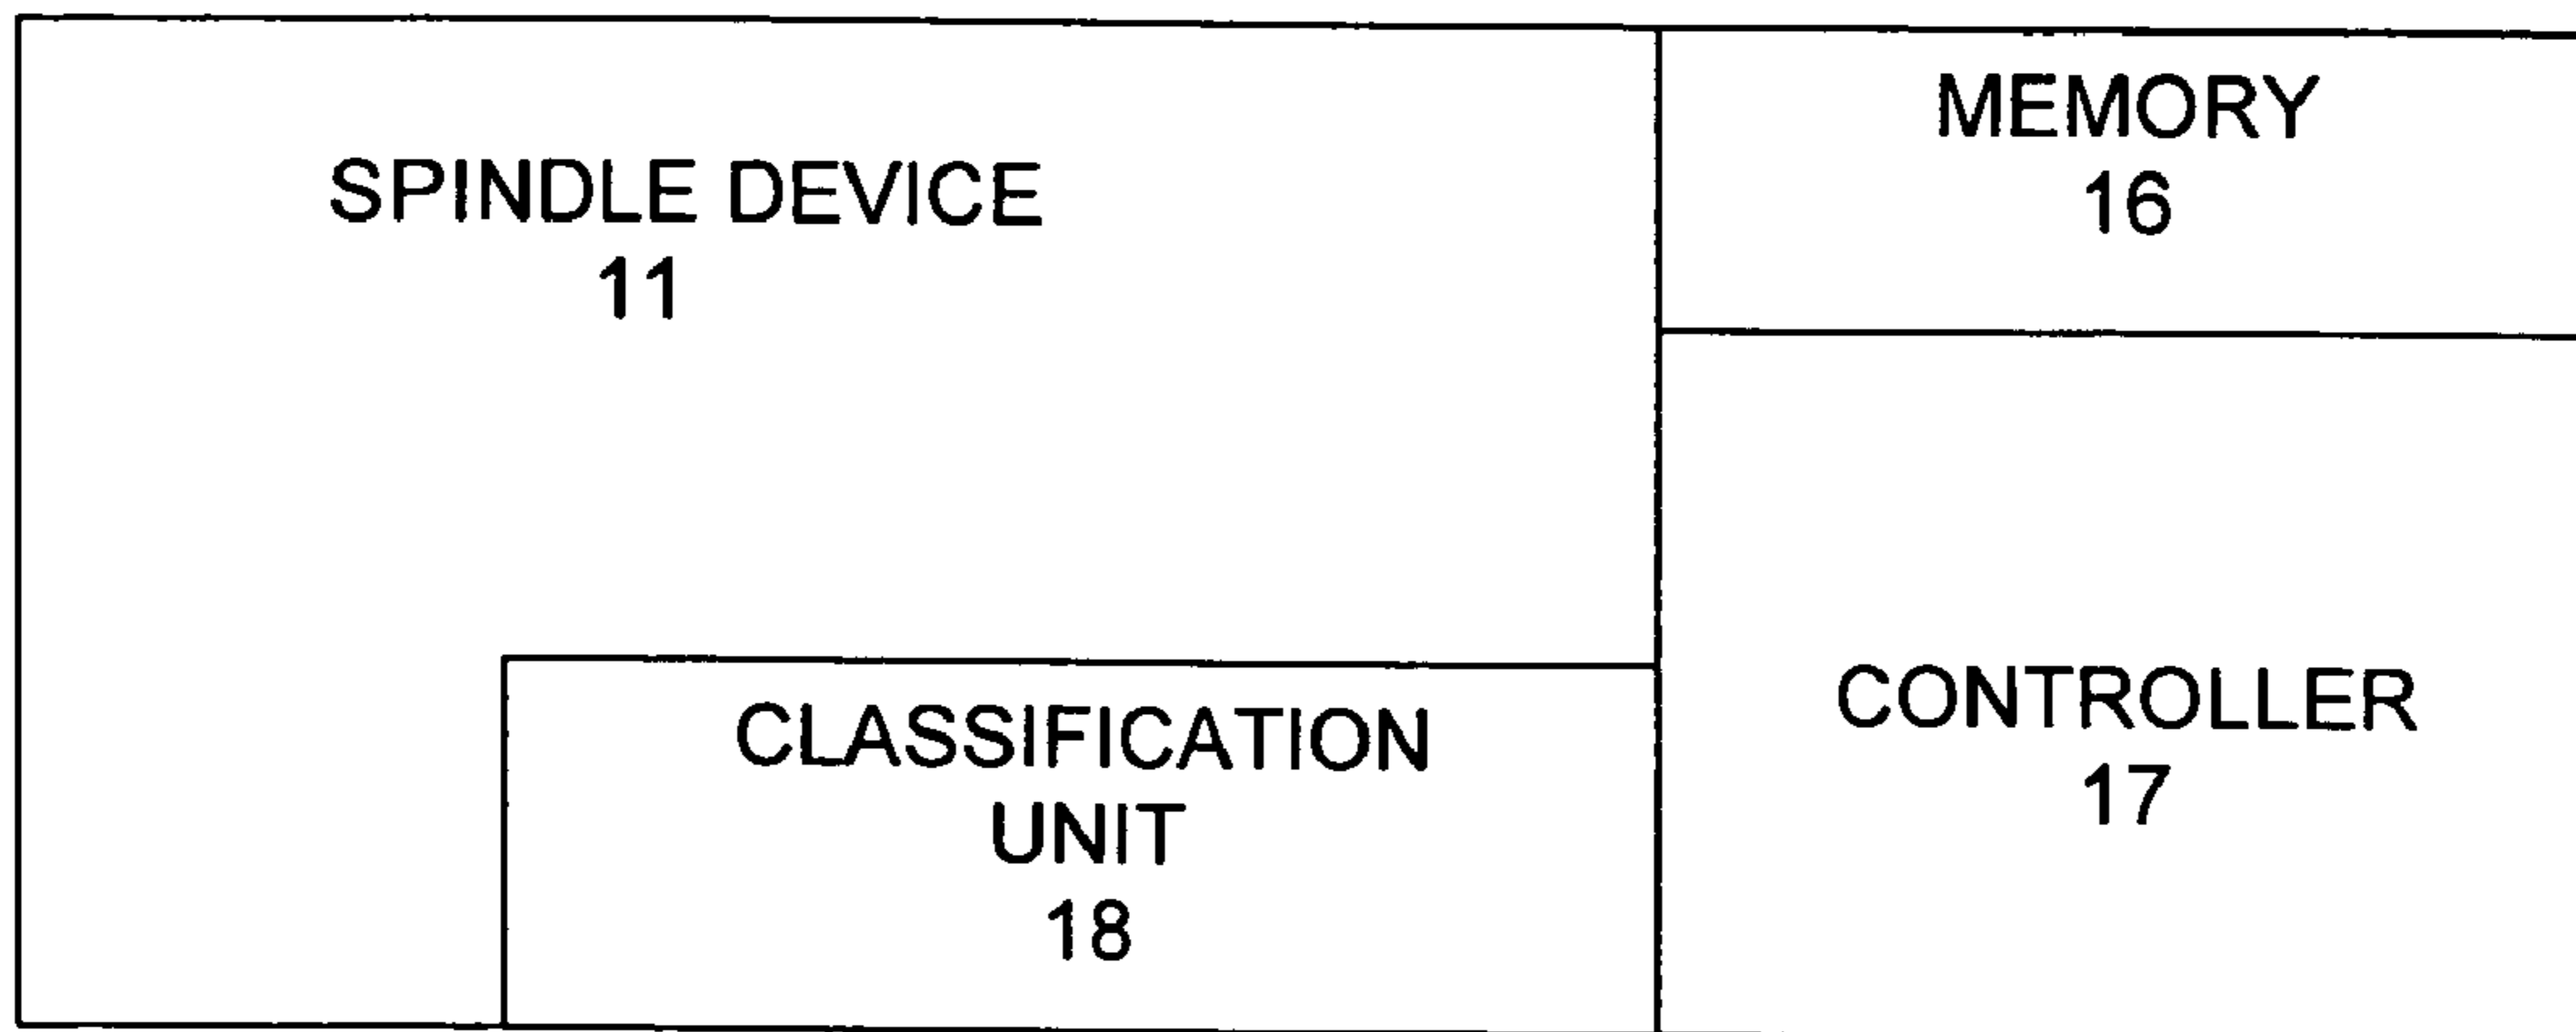 SPINDLE DEVICE
11
MEMORY
16
CLASSIFICATION
UNIT
18
CONTROLLER
17